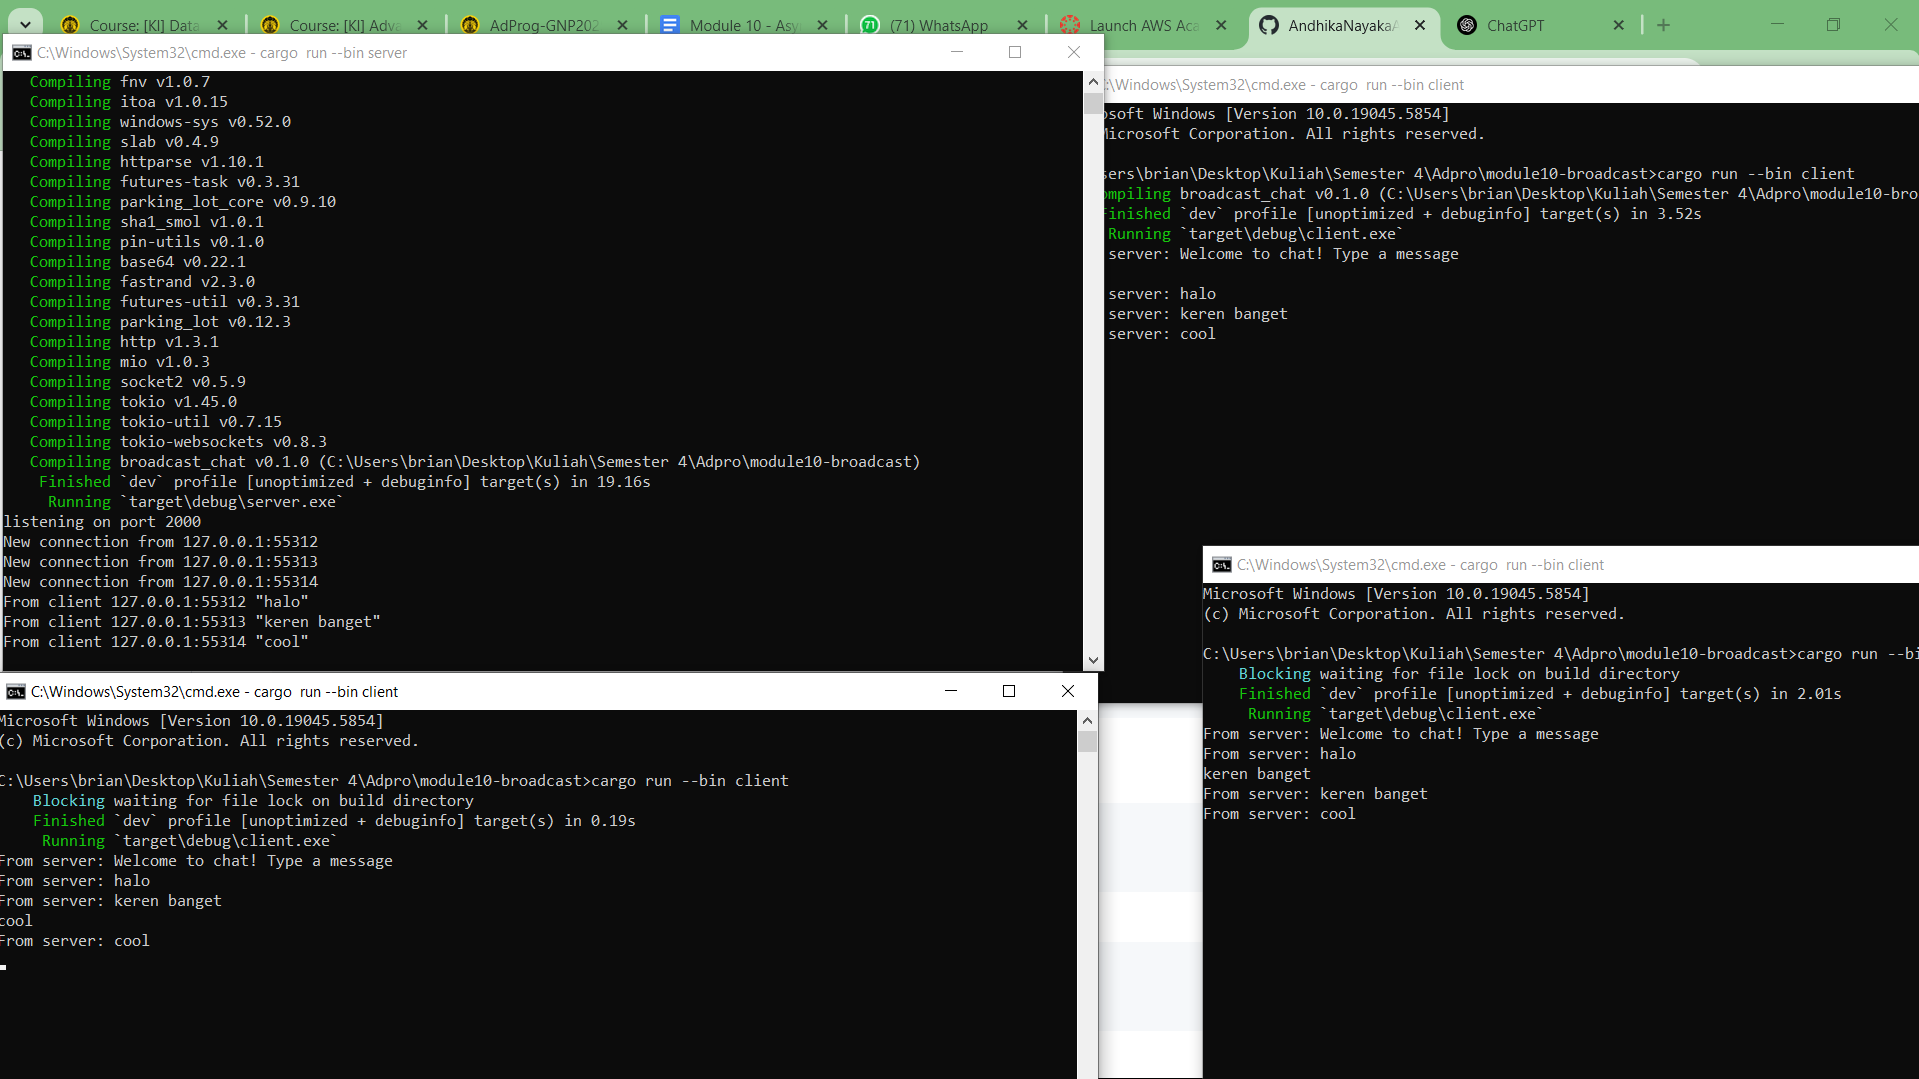 Course: [KI] Data
Course: [KI] Adva
AdProg-GNP202
Module 10 - Asy
71
(71) WhatsApp
Launch AWS Aca
AndhikaNayakaA
ChatGPT
C:\Windows\System32\cmd.exe - cargo  run --bin server
Compiling fnv v1.0.7
Compiling itoa v1.0.15
Compiling windows-sys v0.52.0
Compiling slab v0.4.9
Compiling httparse v1.10.1
Compiling futures-task v0.3.31
Compiling parking_lot_core v0.9.10
Compiling sha1_smol v1.0.1
Compiling pin-utils v0.1.0
Compiling base64 v0.22.1
Compiling fastrand v2.3.0
Compiling futures-util v0.3.31
Compiling parking_lot v0.12.3
Compiling http v1.3.1
Compiling mio v1.0.3
Compiling socket2 v0.5.9
Compiling tokio v1.45.0
Compiling tokio-util v0.7.15
Compiling tokio-websockets v0.8.3
Compiling broadcast_chat v0.1.0 (C:\Users\brian\Desktop\Kuliah\Semester 4\Adpro\module10-broadcast)
Finished `dev` profile [unoptimized + debuginfo] target(s) in 19.16s
Running `target\debug\server.exe`
listening on port 2000
New connection from 127.0.0.1:55312
New connection from 127.0.0.1:55313
New connection from 127.0.0.1:55314
From client 127.0.0.1:55312 "halo"
From client 127.0.0.1:55313 "keren banget"
From client 127.0.0.1:55314 "cool"
:\Windows\System32\cmd.exe - cargo  run --bin client
osoft Windows [Version 10.0.19045.5854]
Microsoft Corporation. All rights reserved.
sers\brian\Desktop\Kuliah\Semester 4\Adpro\module10-broadcast>cargo run --bin client
ompiling broadcast_chat v0.1.0 (C:\Users\brian\Desktop\Kuliah\Semester 4\Adpro\module10-bro
Finished `dev` profile [unoptimized + debuginfo] target(s) in 3.52s
Running `target\debug\client.exe`
server: Welcome to chat! Type a message
server: halo
server: keren banget
server: cool
C:\Windows\System32\cmd.exe - cargo  run --bin client
Microsoft Windows [Version 10.0.19045.5854]
(c) Microsoft Corporation. All rights reserved.
C:\Users\brian\Desktop\Kuliah\Semester 4\Adpro\module10-broadcast>cargo run --bin client
Blocking waiting for file lock on build directory
Finished `dev` profile [unoptimized + debuginfo] target(s) in 0.19s
Running `target\debug\client.exe`
From server: Welcome to chat! Type a message
From server: halo
From server: keren banget
cool
From server: cool
C:\Windows\System32\cmd.exe - cargo  run --bin client
Microsoft Windows [Version 10.0.19045.5854]
(c) Microsoft Corporation. All rights reserved.
C:\Users\brian\Desktop\Kuliah\Semester 4\Adpro\module10-broadcast>cargo run --bi
Blocking waiting for file lock on build directory
Finished `dev` profile [unoptimized + debuginfo] target(s) in 2.01s
Running `target\debug\client.exe`
From server: Welcome to chat! Type a message
From server: halo
keren banget
From server: keren banget
From server: cool